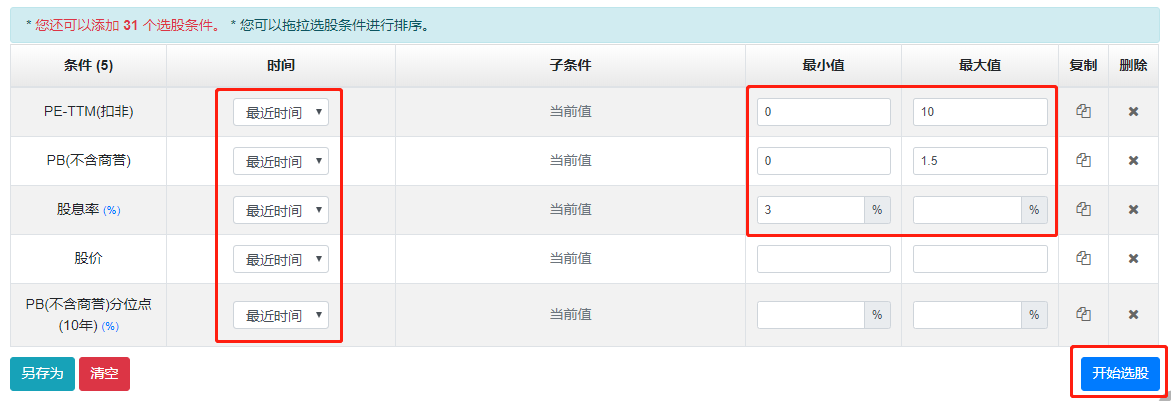 * 您还可以添加 31 个选股条件。 * 您可以拖拉选股条件进行排序。
条件 (5) 时间 子条件 最小值 最大值 复制 删除
PE-TTM(扣非) 最近时间 当前值 0 10
PB(不含商誉) 最近时间 当前值 0 1.5
股息率 (%) 最近时间 当前值 3 % %
股价 最近时间 当前值
PB(不含商誉)分位点
(10年) (%) 最近时间 当前值 % %
另存为 清空 开始选股